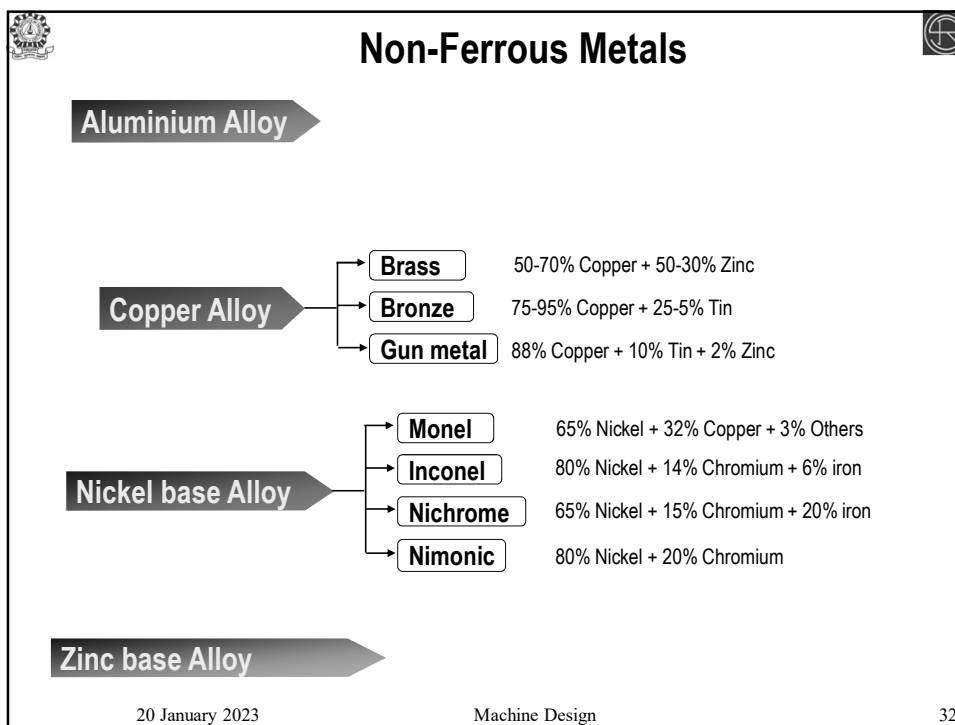 Non-Ferrous Metals
Aluminium Alloy
Copper Alloy
Brass 50-70% Copper + 50-30% Zinc
Bronze 75-95% Copper + 25-5% Tin
Gun metal 88% Copper + 10% Tin + 2% Zinc
Nickel base Alloy
Monel 65% Nickel + 32% Copper + 3% Others
Inconel 80% Nickel + 14% Chromium + 6% iron
Nichrome 65% Nickel + 15% Chromium + 20% iron
Nimonic 80% Nickel + 20% Chromium
Zinc base Alloy
20 January 2023 Machine Design 32